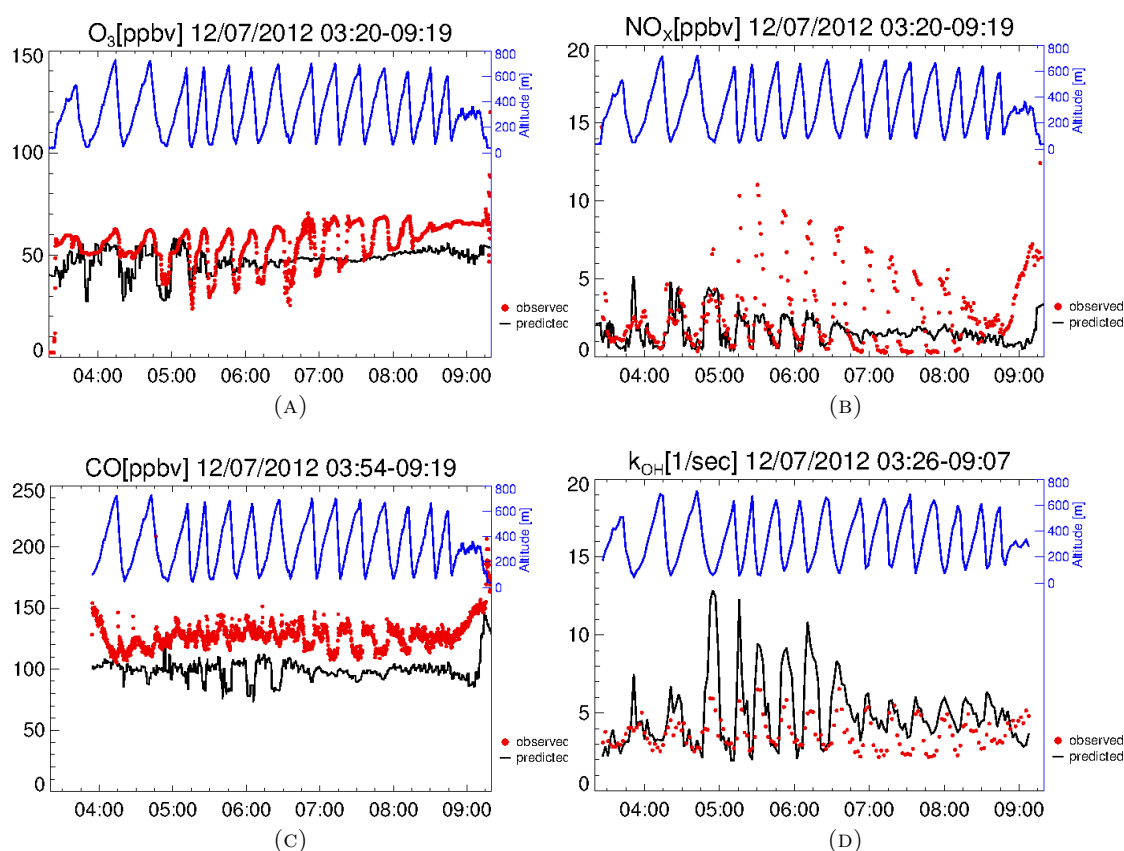 O3[ppbv] 12/07/2012 03:20-09:19
150
100
50
0
800
600
400
200
0
Altitude [m]
observed
predicted
04:00 05:00 06:00 07:00 08:00 09:00
(A)
NOX[ppbv] 12/07/2012 03:20-09:19
20
15
10
5
0
800
600
400
200
0
Altitude [m]
observed
predicted
04:00 05:00 06:00 07:00 08:00 09:00
(B)
CO[ppbv] 12/07/2012 03:54-09:19
250
200
150
100
50
0
800
600
400
200
0
Altitude [m]
observed
predicted
04:00 05:00 06:00 07:00 08:00 09:00
(C)
kOH[1/sec] 12/07/2012 03:26-09:07
20
15
10
5
0
800
600
400
200
0
Altitude [m]
observed
predicted
04:00 05:00 06:00 07:00 08:00 09:00
(D)